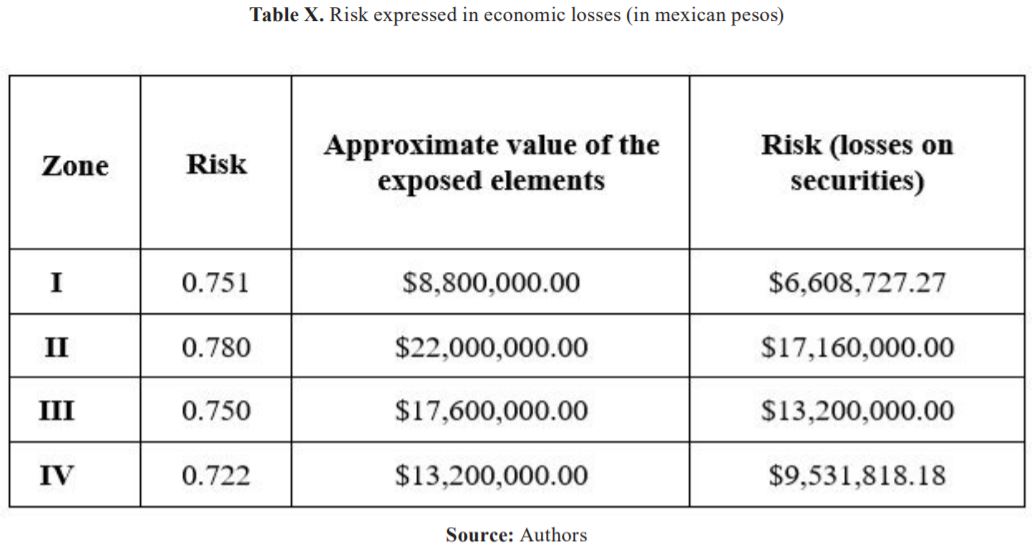 Table X. Risk expressed in economic losses (in mexican pesos)
Zone Risk Approximate value of the exposed elements Risk (losses on securities)
I 0.751 $8,800,000.00 $6,608,727.27
II 0.780 $22,000,000.00 $17,160,000.00
III 0.750 $17,600,000.00 $13,200,000.00
IV 0.722 $13,200,000.00 $9,531,818.18
Source: Authors